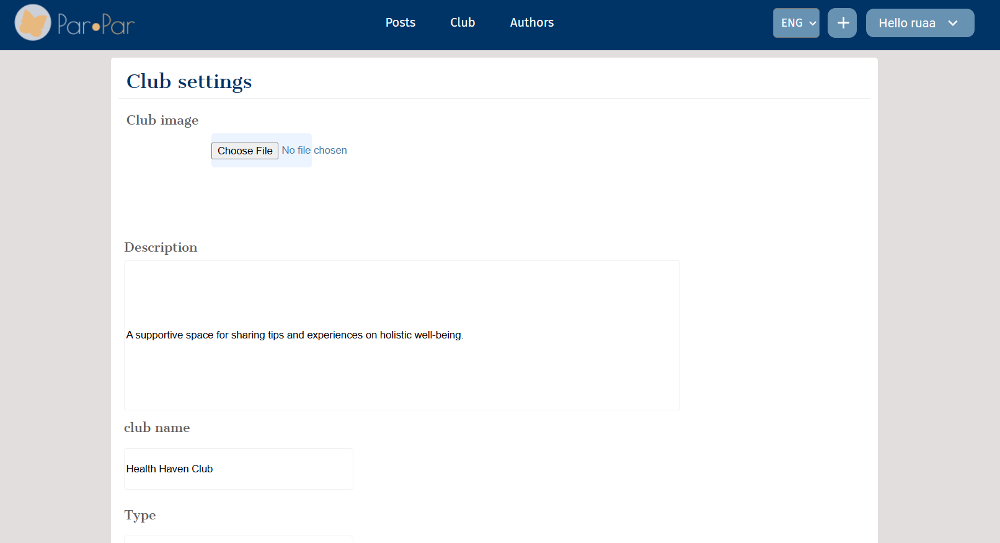 Par Par
Posts
Club
Authors
ENG
+
Hello ruaa
Club settings
Club image
Choose File No file chosen
Description
A supportive space for sharing tips and experiences on holistic well-being.
club name
Health Haven Club
Type